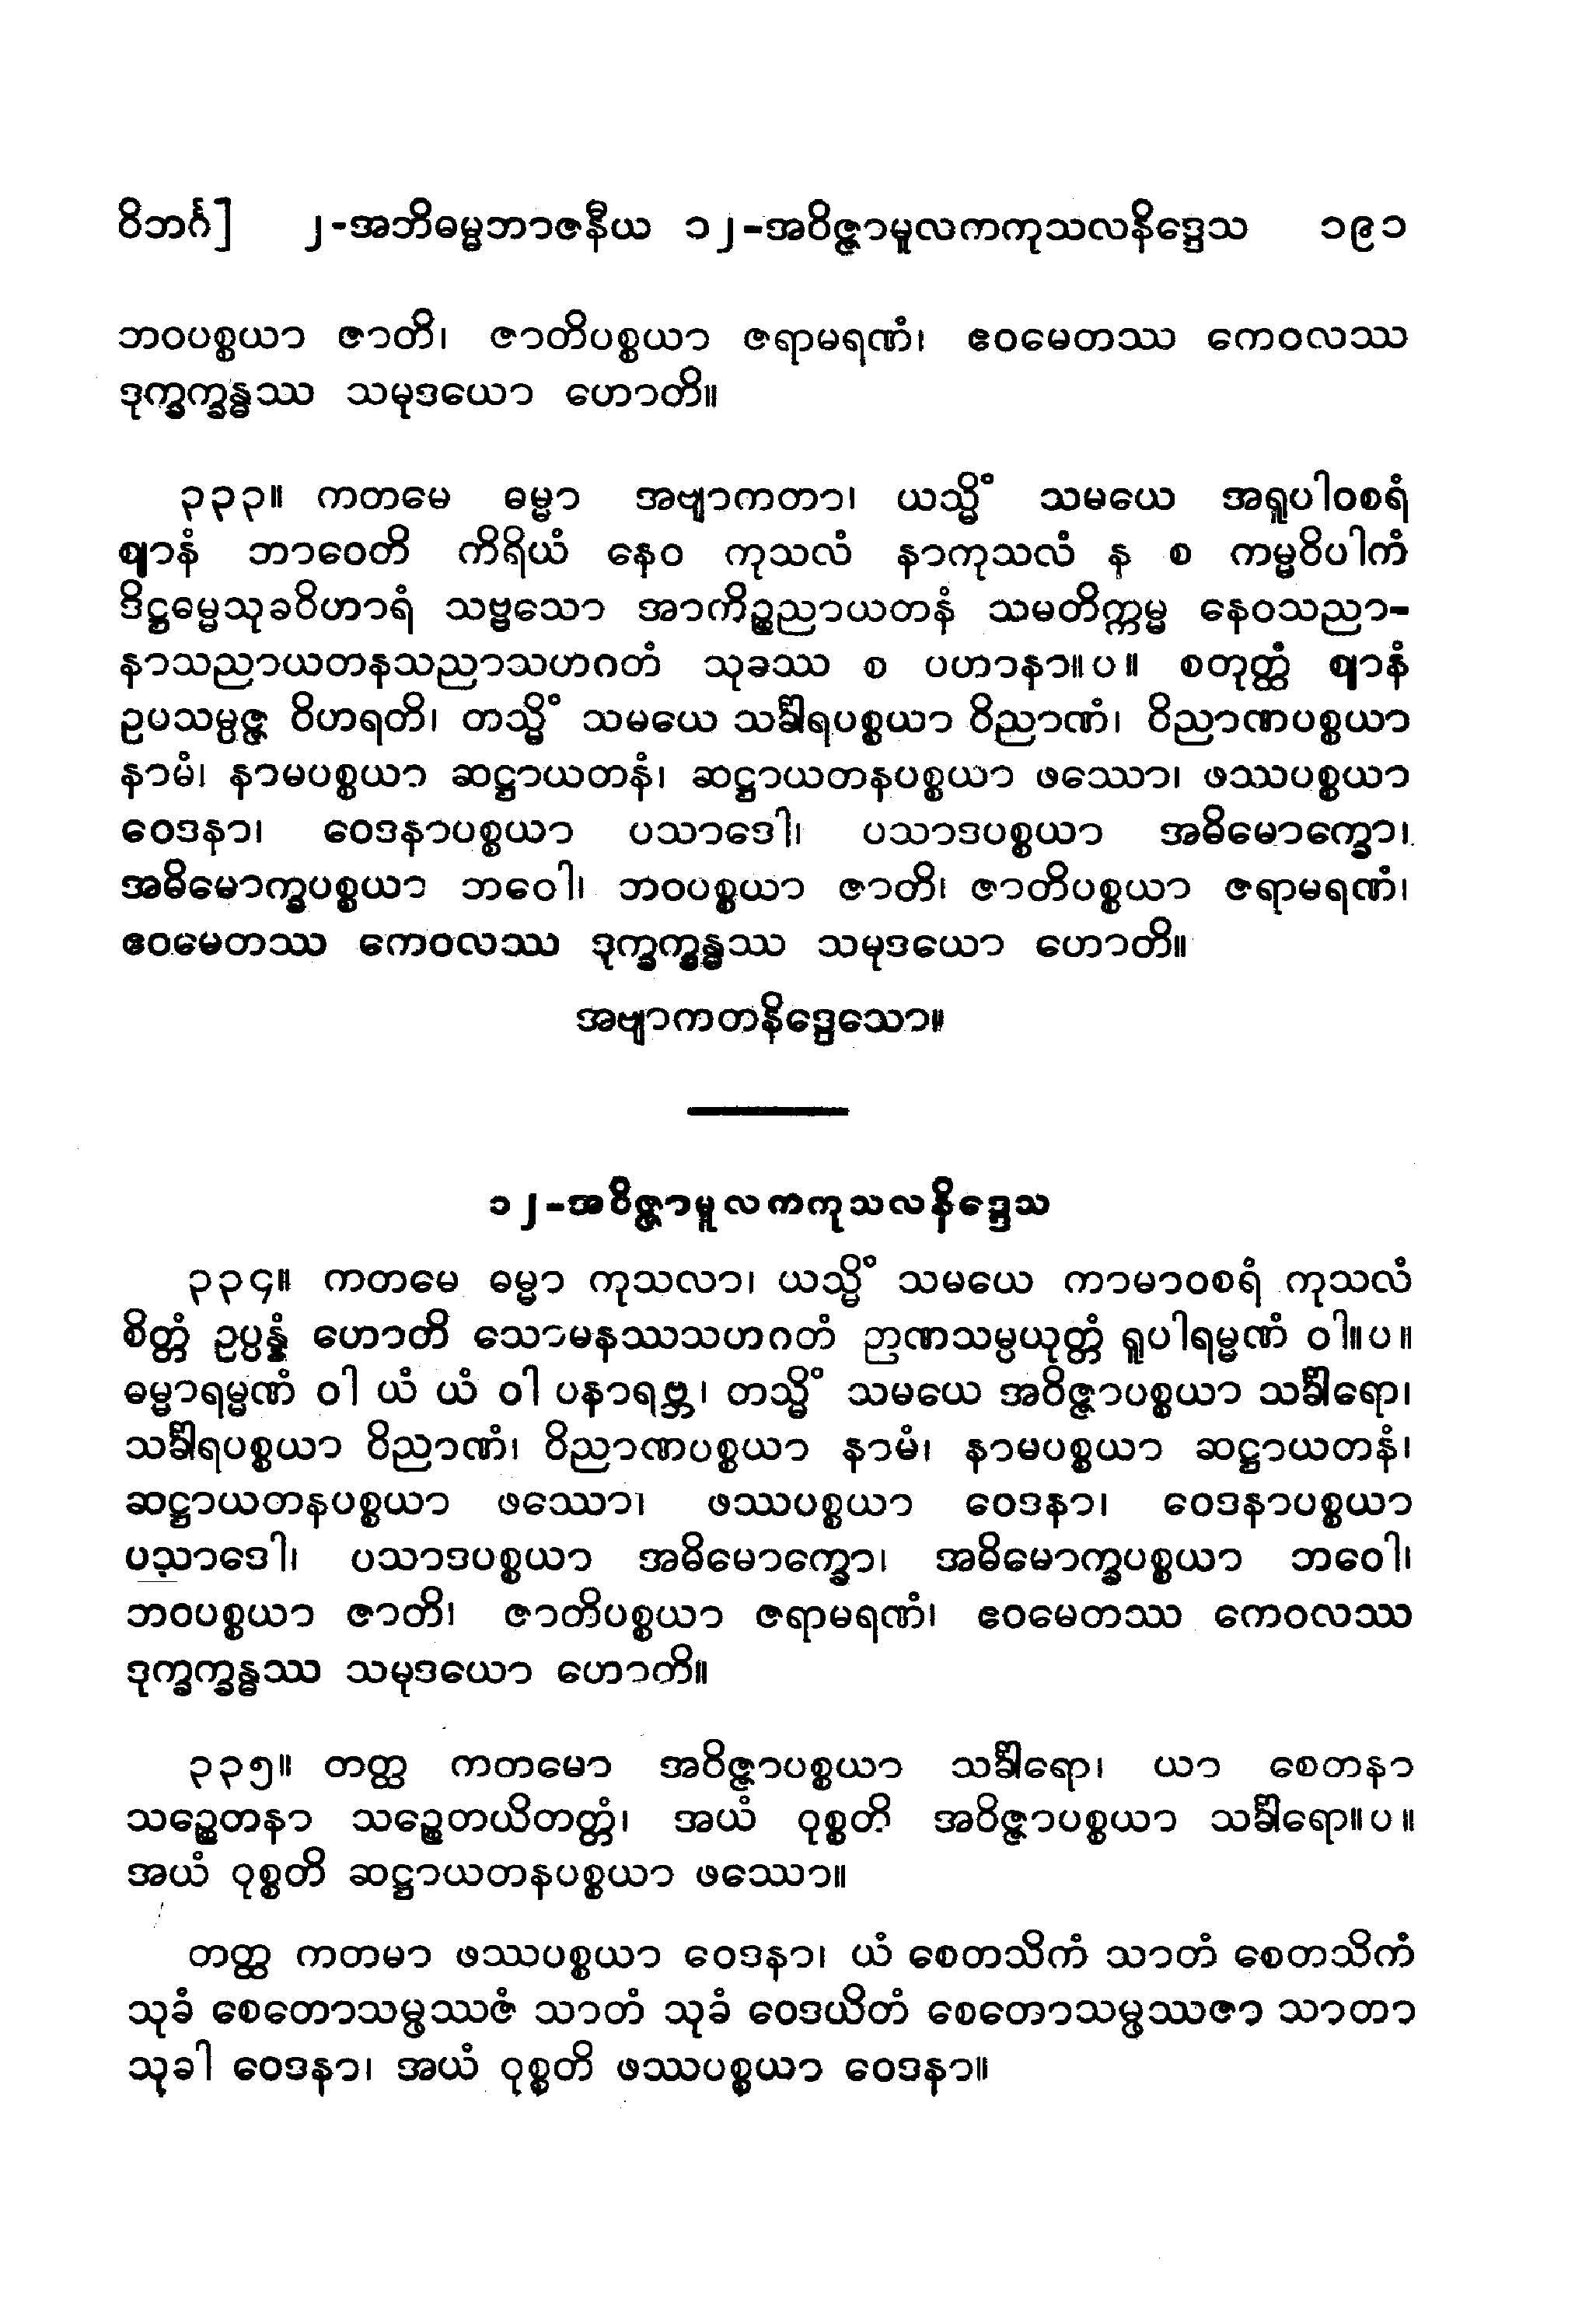 ဝိဘင်္ဂ] ၂-အဘိဓမ္မဘာဇနီယ ၁၂-အဝိဇ္ဇာမူလကကုသလနိဒ္ဒေသ ၁၉၁
ဘဝပစ္စယာ ဇာတိ၊ ဇာတိပစ္စယာ ဇရာမရဏံ၊ ဧဝမေတဿ ကေဝလဿ
ဒုက္ခက္ခန္ဓဿ သမုဒယော ဟောတိ။
၃၃၃။ ကတမေ ဓမ္မာ အဗျာကတာ၊ ယသ္မိံ သမယေ အရူပါဝစရံ
ဈာနံ ဘာဝေတိ ကိရိယံ နေဝ ကုသလံ နာကုသလံ န စ ကမ္မဝိပါကံ
ဒိဋ္ဌဓမ္မသုခဝိဟာရံ သဗ္ဗသော အာကိဉ္စညာယတနံ သမတိက္ကမ္မ နေဝသညာ-
နာသညာယတနသညာသဟဂတံ သုခဿ စ ပဟာနာ။ပ။ စတုတ္ထံ ဈာနံ
ဥပသမ္ပဇ္ဇ ဝိဟရတိ၊ တသ္မိံ သမယေ သင်္ခါရပစ္စယာ ဝိညာဏံ၊ ဝိညာဏပစ္စယာ
နာမံ၊ နာမပစ္စယာ ဆဋ္ဌာယတနံ၊ ဆဋ္ဌာယတနပစ္စယာ ဖဿော၊ ဖဿပစ္စယာ
ဝေဒနာ၊ ဝေဒနာပစ္စယာ ပသာဒေါ၊ ပသာဒပစ္စယာ အဓိမောက္ခော၊
အဓိမောက္ခပစ္စယာ ဘဝေါ၊ ဘဝပစ္စယာ ဇာတိ၊ ဇာတိပစ္စယာ ဇရာမရဏံ၊
ဧဝမေတဿ ကေဝလဿ ဒုက္ခက္ခန္ဓဿ သမုဒယော ဟောတိ။
အဗျာကတနိဒ္ဒေသော။
၁၂-အဝိဇ္ဇာမူလကကုသလနိဒ္ဒေသ
၃၃၄။ ကတမေ ဓမ္မာ ကုသလာ၊ ယသ္မိံ သမယေ ကာမာဝစရံ ကုသလံ
စိတ္တံ ဥပ္ပန္နံ ဟောတိ သောမနဿသဟဂတံ ဉာဏသမ္ပယုတ္တံ ရူပါရမ္မဏံ ဝါ။ပ။
ဓမ္မာရမ္မဏံ ဝါ ယံ ယံ ဝါ ပနာရဗ္ဘ၊ တသ္မိံ သမယေ အဝိဇ္ဇာပစ္စယာ သင်္ခါရော၊
သင်္ခါရပစ္စယာ ဝိညာဏံ၊ ဝိညာဏပစ္စယာ နာမံ၊ နာမပစ္စယာ ဆဋ္ဌာယတနံ၊
ဆဋ္ဌာယတနပစ္စယာ ဖဿော၊ ဖဿပစ္စယာ ဝေဒနာ၊ ဝေဒနာပစ္စယာ
ပသာဒေါ၊ ပသာဒပစ္စယာ အဓိမောက္ခော၊ အဓိမောက္ခပစ္စယာ ဘဝေါ၊
ဘဝပစ္စယာ ဇာတိ၊ ဇာတိပစ္စယာ ဇရာမရဏံ၊ ဧဝမေတဿ ကေဝလဿ
ဒုက္ခက္ခန္ဓဿ သမုဒယော ဟောတိ။
၃၃၅။ တတ္ထ ကတမော အဝိဇ္ဇာပစ္စယာ သင်္ခါရော၊ ယာ စေတနာ
သဉ္စေတနာ သဉ္စေတယိတတ္တံ၊ အယံ ဝုစ္စတိ အဝိဇ္ဇာပစ္စယာ သင်္ခါရော။ပ။
အယံ ဝုစ္စတိ ဆဋ္ဌာယတနပစ္စယာ ဖဿော။
တတ္ထ ကတမာ ဖဿပစ္စယာ ဝေဒနာ၊ ယံ စေတသိကံ သာတံ စေတသိကံ
သုခံ စေတောသမ္ဖဿဇံ သာတံ သုခံ ဝေဒယိတံ စေတောသမ္ဖဿဇာ သာတာ
သုခါ ဝေဒနာ၊ အယံ ဝုစ္စတိ ဖဿပစ္စယာ ဝေဒနာ။